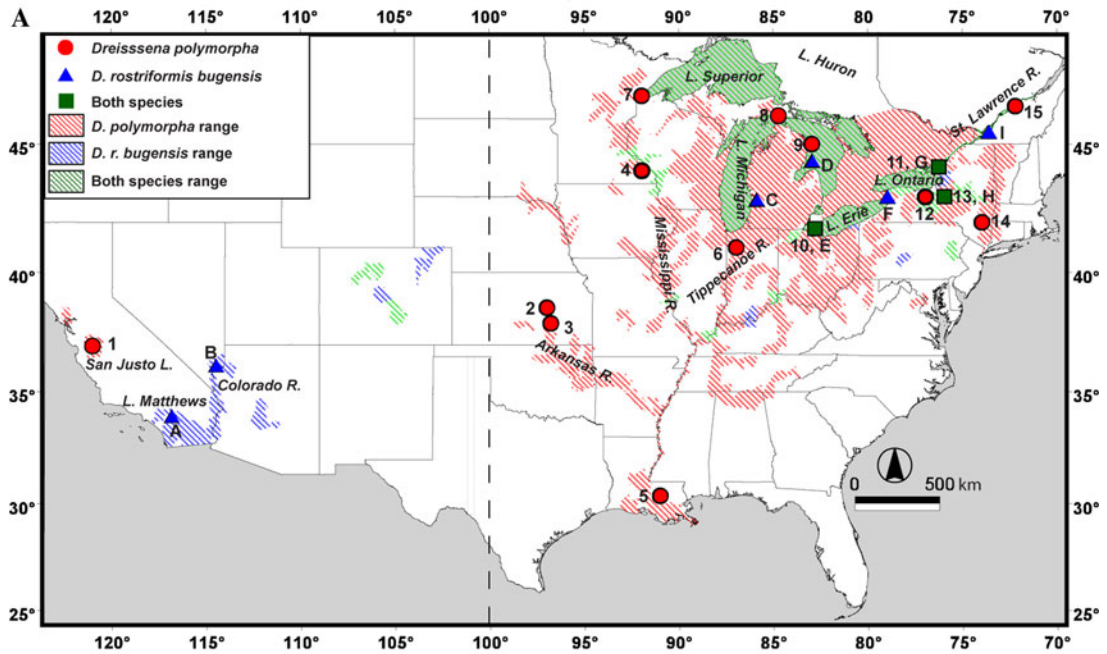 A
120° 115° 110° 105° 100° 95° 90° 85° 80° 75° 70°
Dreisssena polymorpha
D. rostriformis bugensis
Both species
D. polymorpha range
D. r. bugensis range
Both species range
L. Superior
L. Huron
St. Lawrence R.
7
8
15
45°
9
I
45°
D
11, G
L. Michigan
L. Ontario
4
C
F
12
13, H
L. Erie
14
10, E
6
Mississippi R.
Tippecanoe R.
40°
40°
2
3
1
San Justo L.
B
Colorado R.
Arkansas R.
35°
35°
L. Matthews
A
0 500 km
5
30°
30°
25°
25°
120° 115° 110° 105° 100° 95° 90° 85° 80° 75° 70°